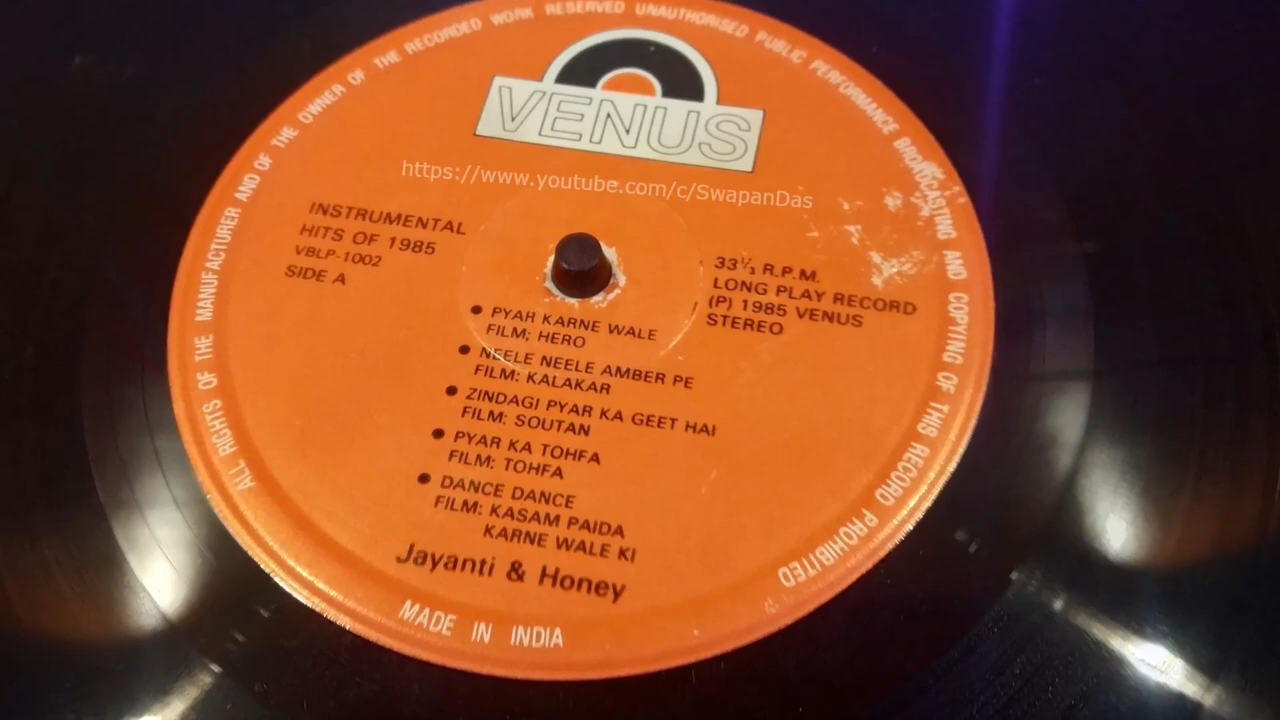 ALL RIGHTS OF THE MANUFACTURER AND OF THE OWNER OF THE RECORDED WORK RESERVED UNAUTHORISED PUBLIC PERFORMANCE BROADCASTING AND COPYING OF THIS RECORD PROHIBITED
VENUS
https://www.youtube.com/c/SwapanDas
INSTRUMENTAL
HITS OF 1985
VBLP-1002
SIDE A
33⅓ R.P.M.
LONG PLAY RECORD
(P) 1985 VENUS
STEREO
• PYAR KARNE WALE
FILM; HERO
• NEELE NEELE AMBER PE
FILM: KALAKAR
• ZINDAGI PYAR KA GEET HAI
FILM: SOUTAN
• PYAR KA TOHFA
FILM: TOHFA
• DANCE DANCE
FILM: KASAM PAIDA
KARNE WALE KI
Jayanti & Honey
MADE IN INDIA